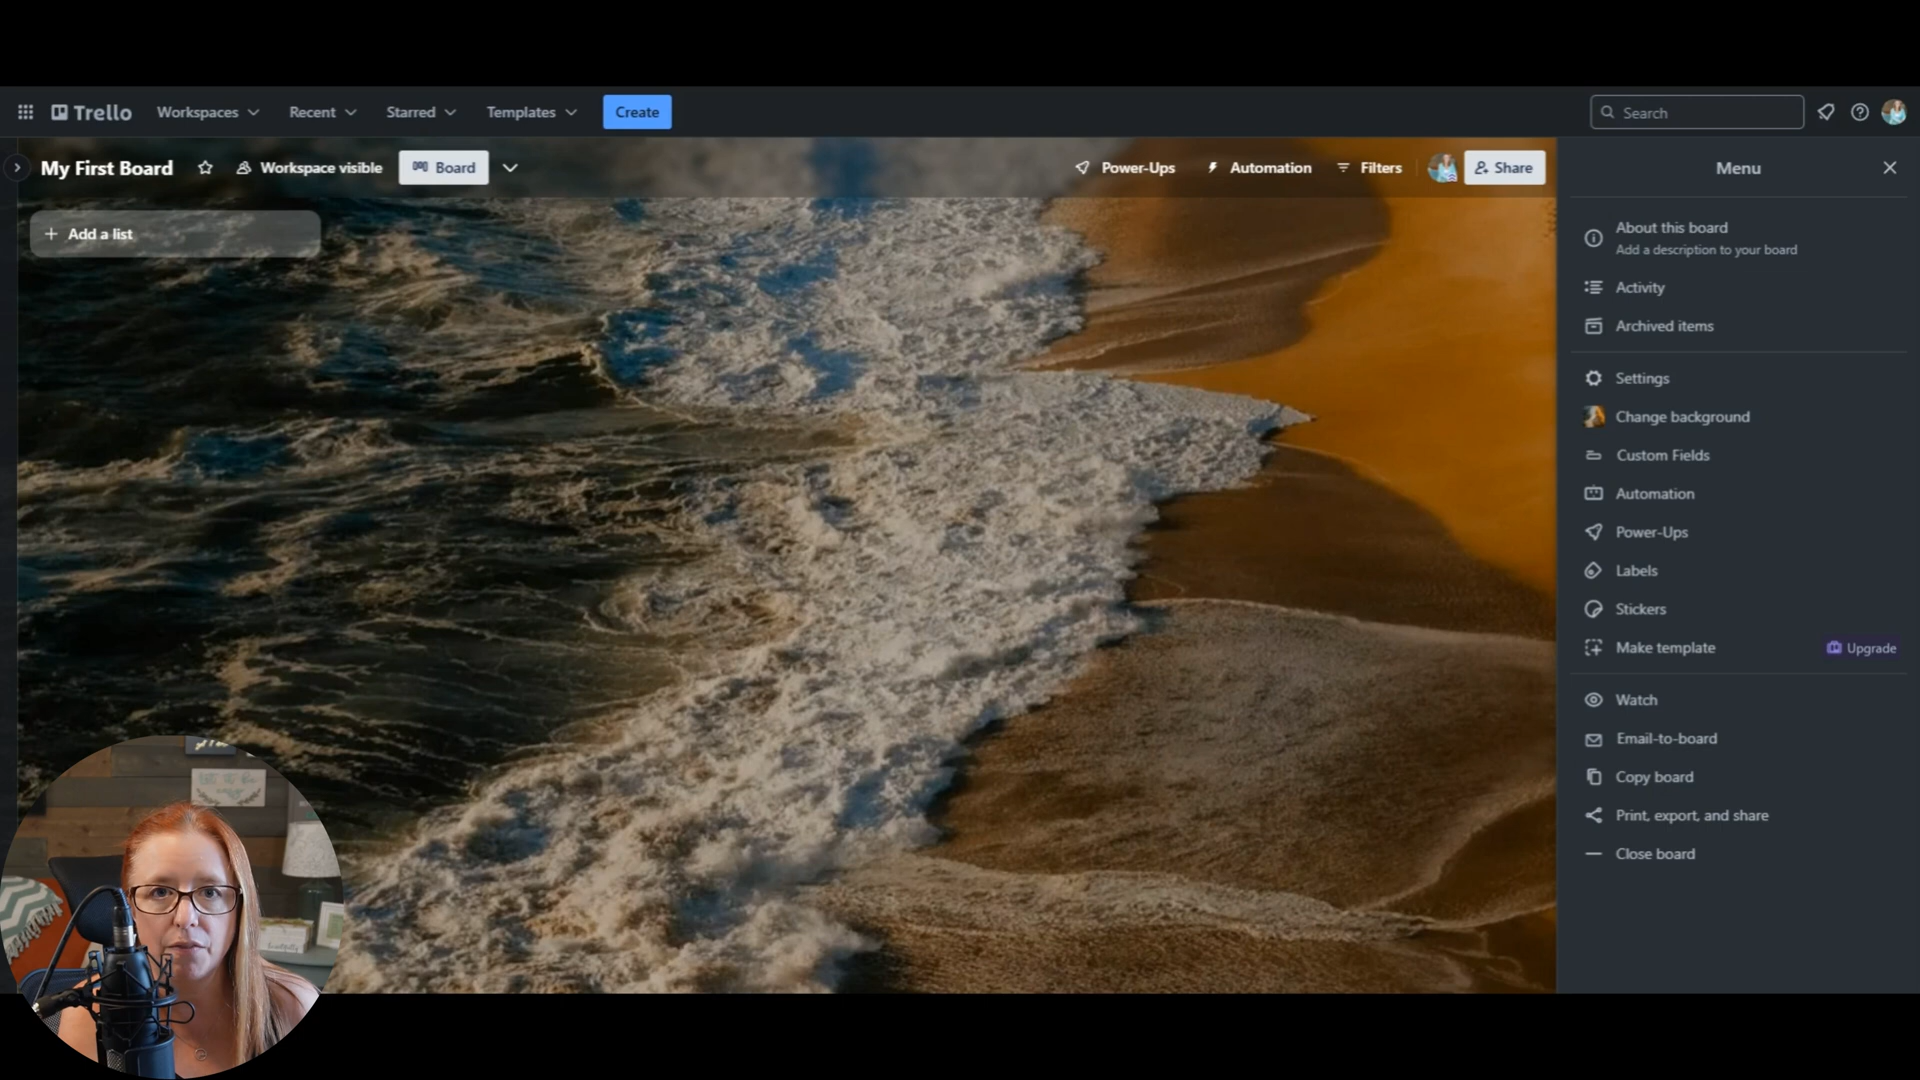 Trello
Workspaces
Recent
Starred
Templates
Create
Search
My First Board
Workspace visible
Board
Power-Ups
Automation
Filters
Share
Add a list
Menu
About this board
Add a description to your board
Activity
Archived items
Settings
Change background
Custom Fields
Automation
Power-Ups
Labels
Stickers
Make template
Upgrade
Watch
Email-to-board
Copy board
Print, export, and share
Close board